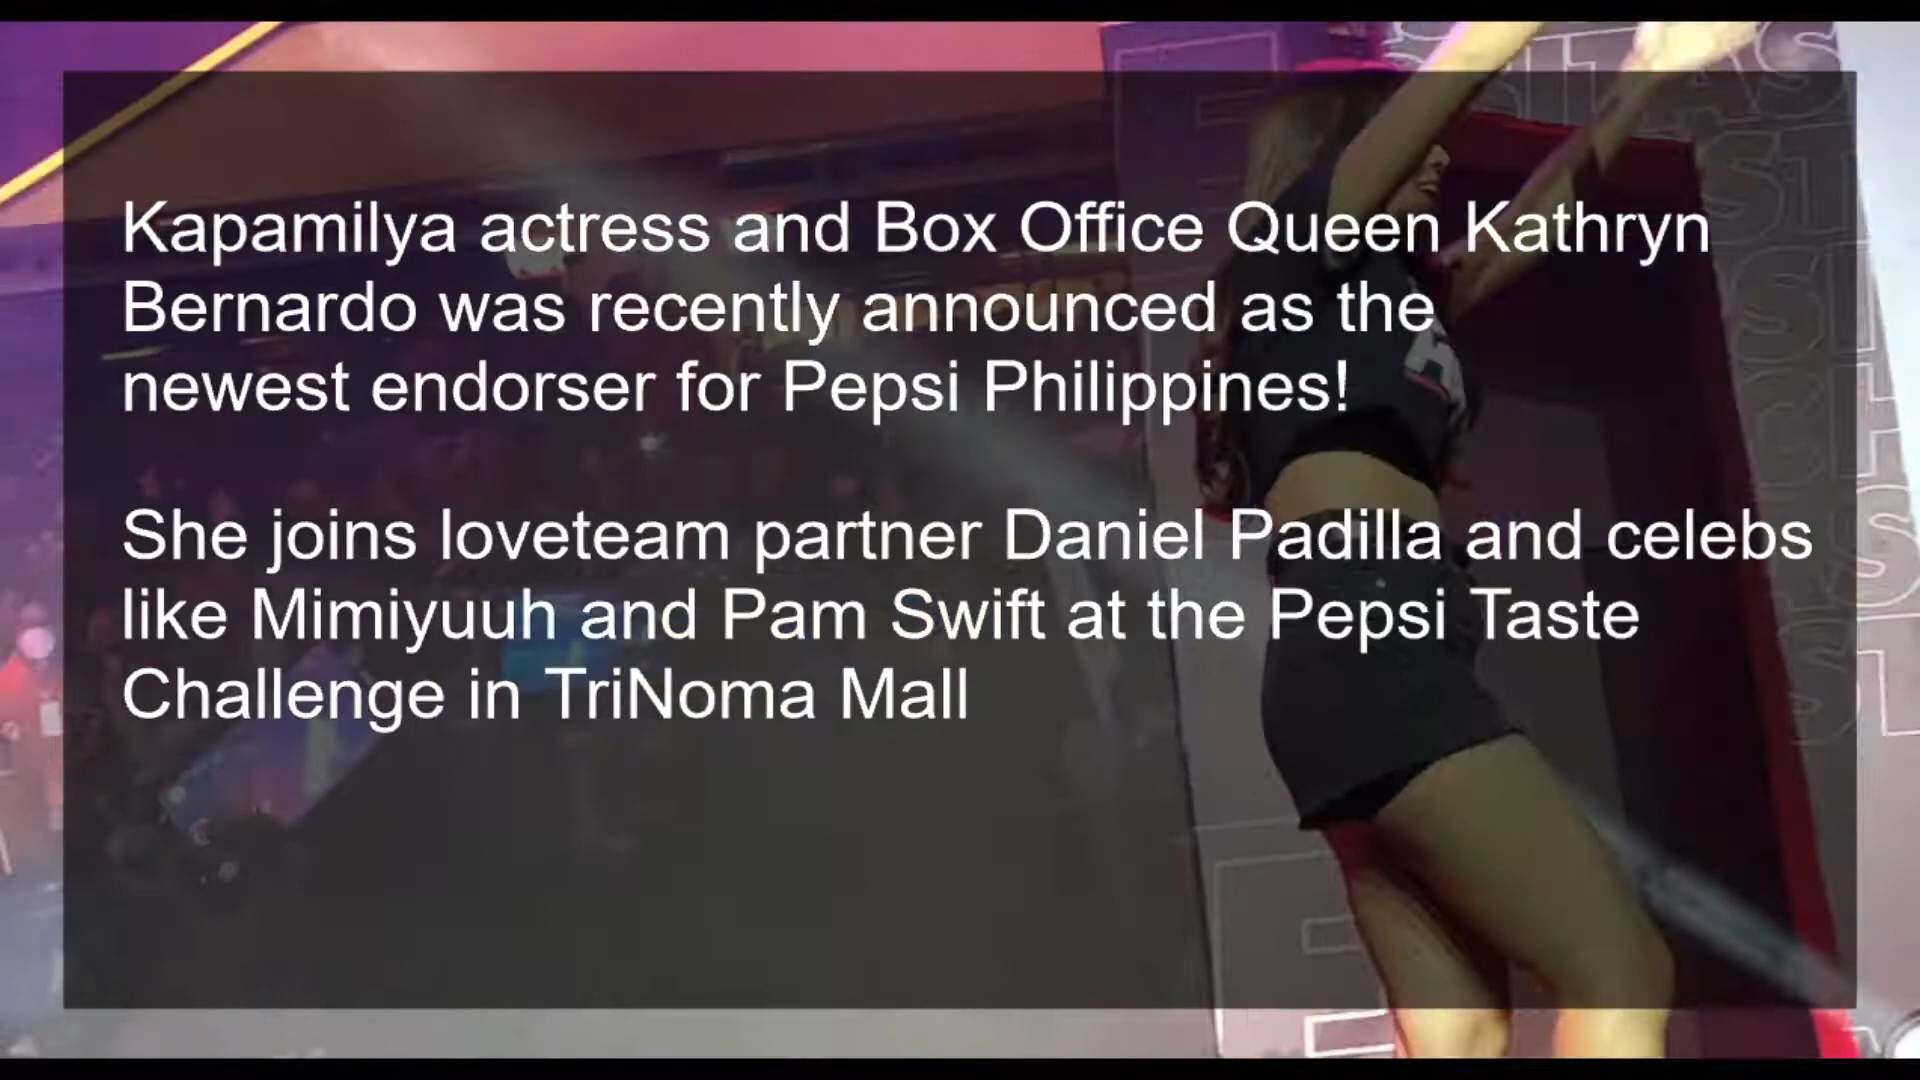 Kapamilya actress and Box Office Queen Kathryn
Bernardo was recently announced as the
newest endorser for Pepsi Philippines!
She joins loveteam partner Daniel Padilla and celebs
like Mimiyuuh and Pam Swift at the Pepsi Taste
Challenge in TriNoma Mall